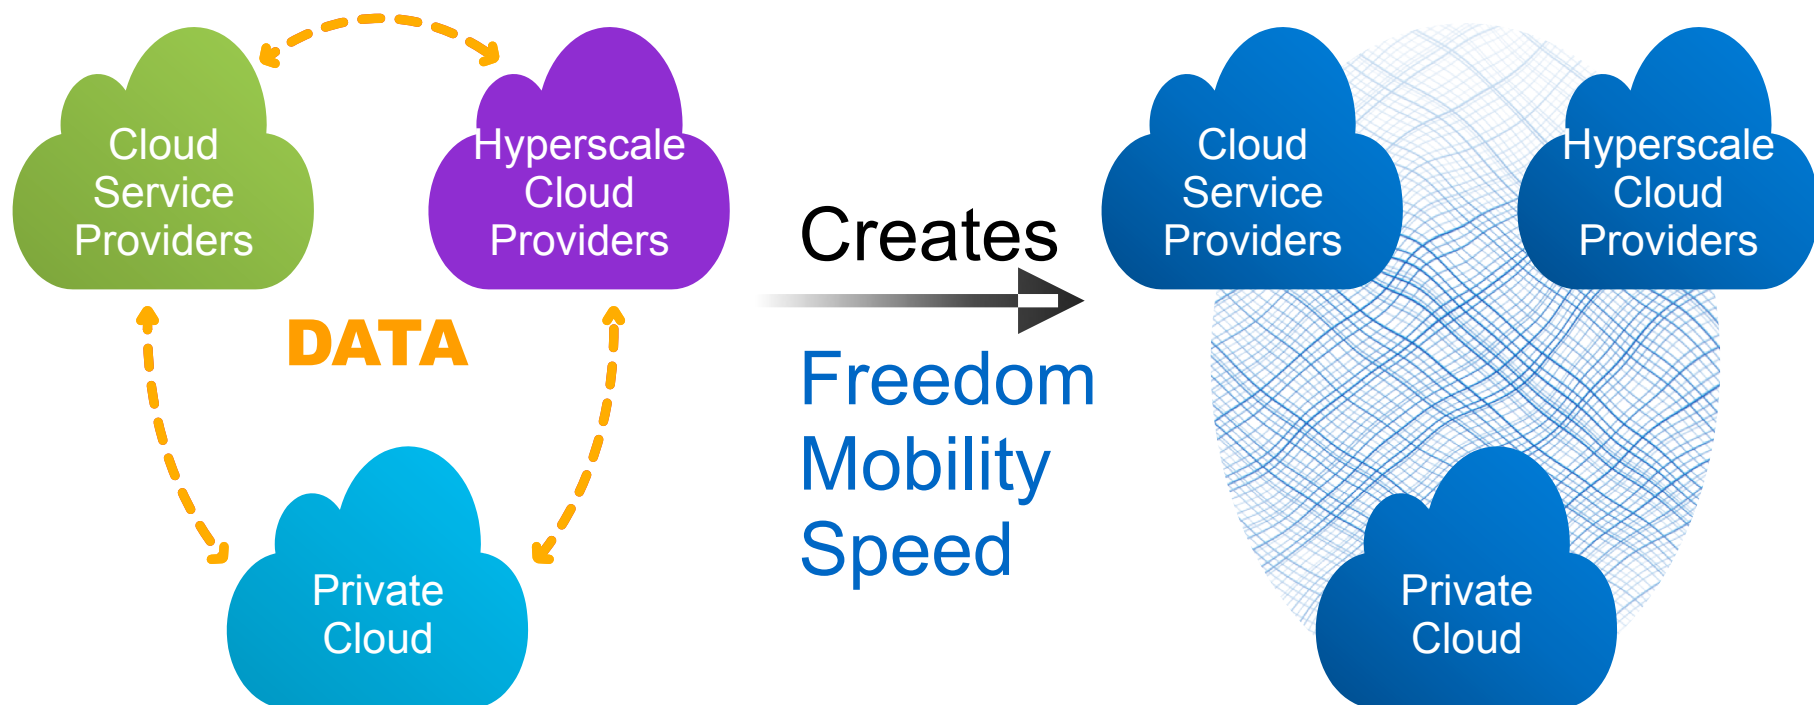 Cloud
Service
Providers
Hyperscale
Cloud
Providers
DATA
Private
Cloud
Creates
Freedom
Mobility
Speed
Cloud
Service
Providers
Hyperscale
Cloud
Providers
Private
Cloud